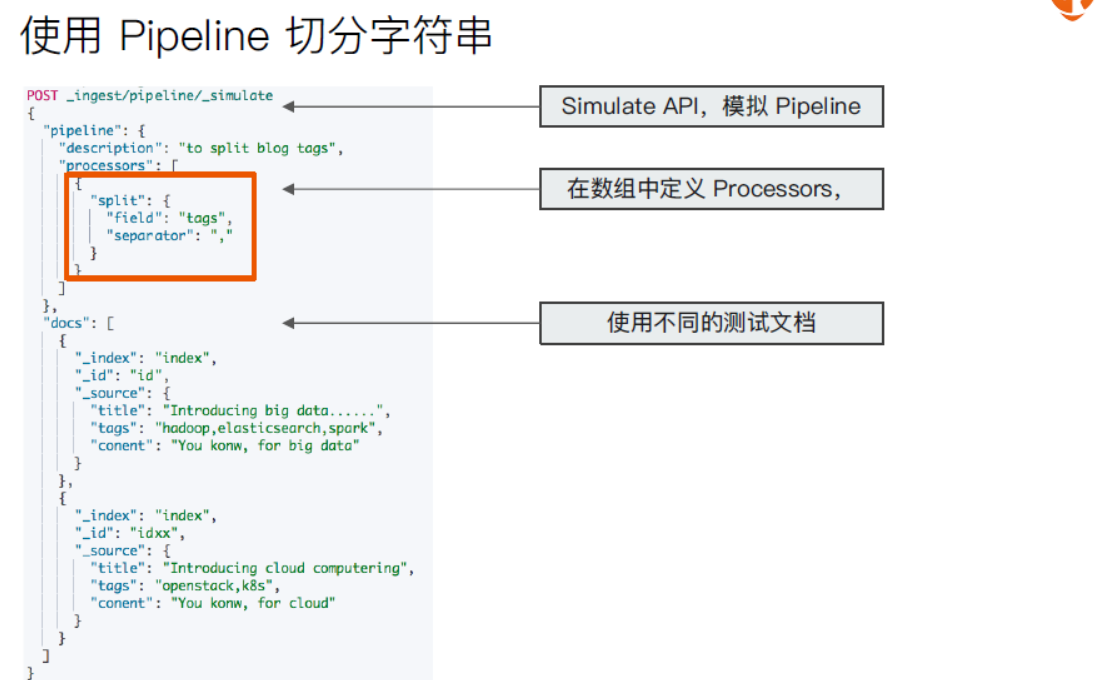 使用 Pipeline 切分字符串
POST _ingest/pipeline/_simulate
{
"pipeline": {
"description": "to split blog tags",
"processors": [
{
"split": {
"field": "tags",
"separator": ","
}
}
]
},
"docs": [
{
"_index": "index",
"_id": "id",
"_source": {
"title": "Introducing big data......",
"tags": "hadoop,elasticsearch,spark",
"conent": "You konw, for big data"
}
},
{
"_index": "index",
"_id": "idxx",
"_source": {
"title": "Introducing cloud computering",
"tags": "openstack,k8s",
"conent": "You konw, for cloud"
}
}
]
}
Simulate API，模拟 Pipeline
在数组中定义 Processors，
使用不同的测试文档